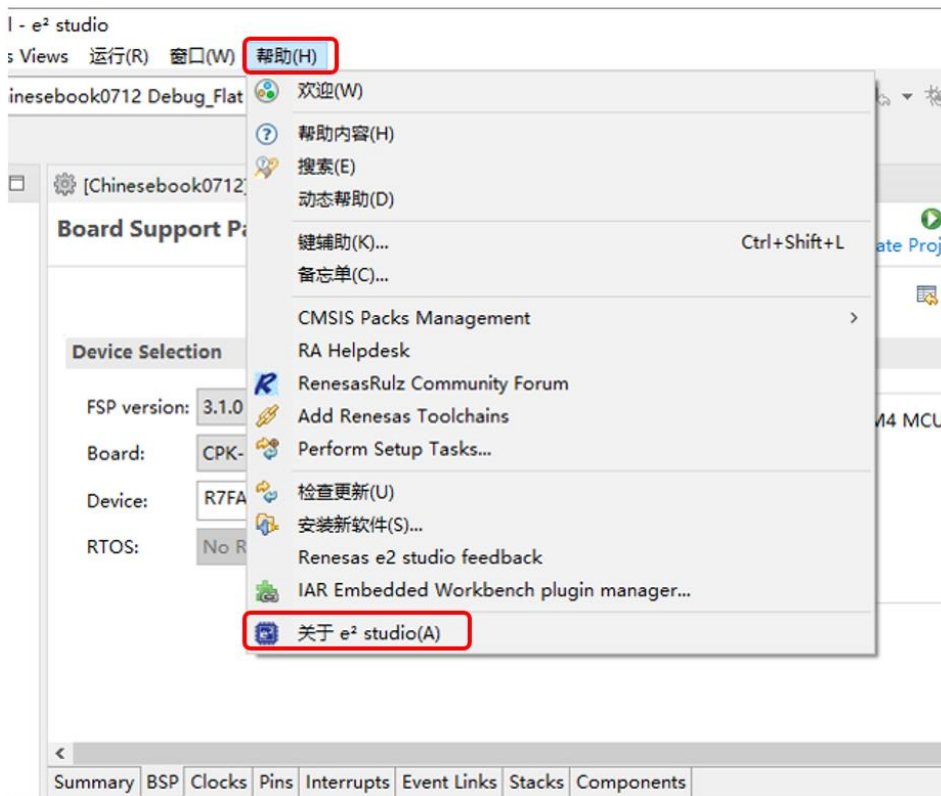 l - e² studio
s Views 运行(R) 窗口(W) 帮助(H)
inesebook0712 Debug_Flat
欢迎(W)
帮助内容(H)
搜索(E)
动态帮助(D)
键辅助(K)... Ctrl+Shift+L
备忘单(C)...
CMSIS Packs Management
RA Helpdesk
RenesasRulz Community Forum
Add Renesas Toolchains
Perform Setup Tasks...
检查更新(U)
安装新软件(S)...
Renesas e2 studio feedback
IAR Embedded Workbench plugin manager...
关于 e² studio(A)
[Chinesebook0712]
Board Support Pa
ate Proj
Device Selection
FSP version: 3.1.0
M4 MCU
Board: CPK-
Device: R7FA
RTOS: No R
Summary BSP Clocks Pins Interrupts Event Links Stacks Components